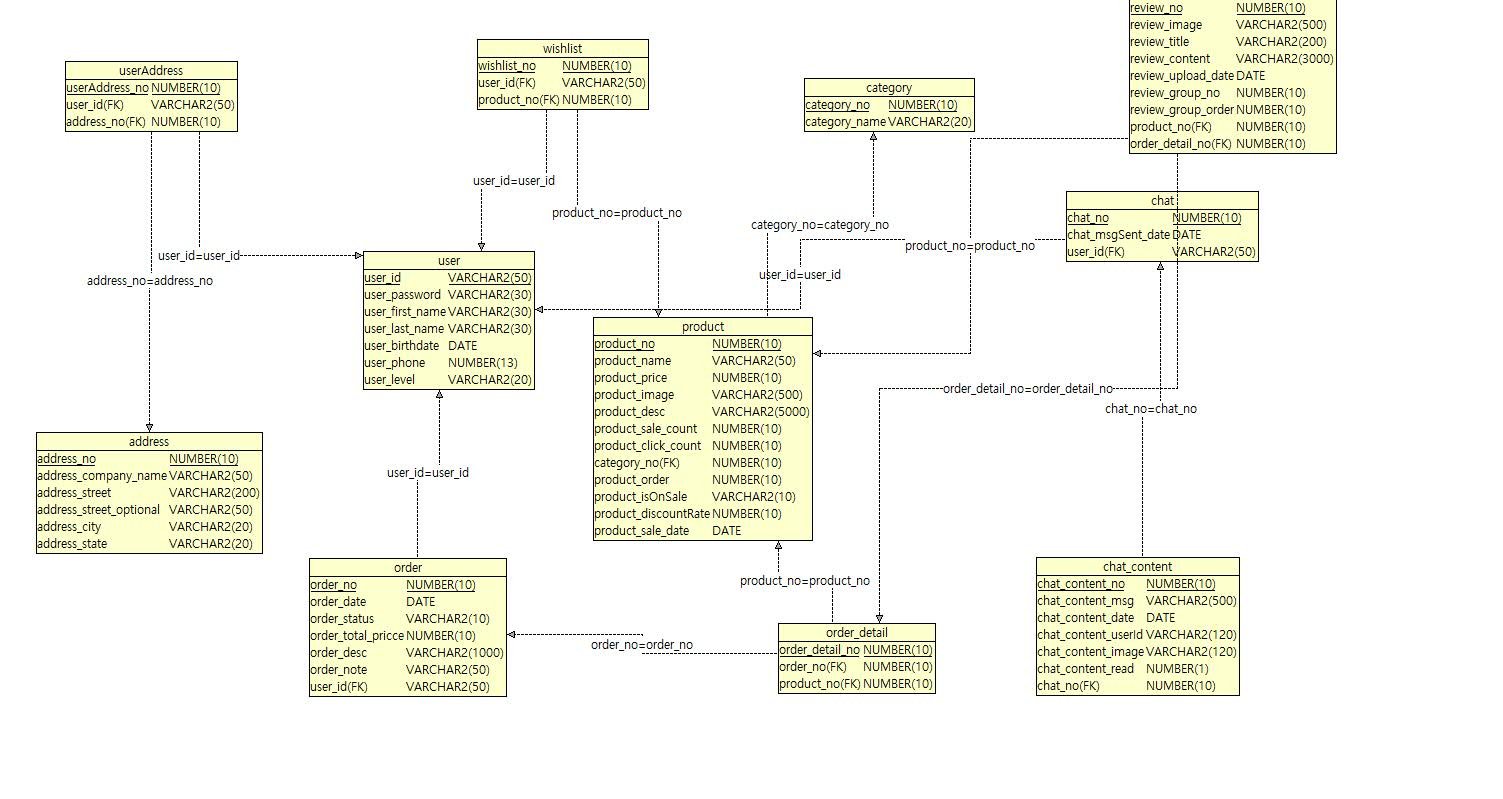 review_no NUMBER(10)
review_image VARCHAR2(500)
review_title VARCHAR2(200)
review_content VARCHAR2(3000)
review_upload_date DATE
review_group_no NUMBER(10)
review_group_order NUMBER(10)
product_no(FK) NUMBER(10)
order_detail_no(FK) NUMBER(10)
wishlist
wishlist_no NUMBER(10)
user_id(FK) VARCHAR2(50)
product_no(FK) NUMBER(10)
userAddress
userAddress_no NUMBER(10)
user_id(FK) VARCHAR2(50)
address_no(FK) NUMBER(10)
category
category_no NUMBER(10)
category_name VARCHAR2(20)
user_id=user_id
product_no=product_no
category_no=category_no
product_no=product_no
chat
chat_no NUMBER(10)
chat_msgSent_date DATE
user_id(FK) VARCHAR2(50)
user_id=user_id
address_no=address_no
user_id=user_id
user
user_id VARCHAR2(50)
user_password VARCHAR2(30)
user_first_name VARCHAR2(30)
user_last_name VARCHAR2(30)
user_birthdate DATE
user_phone NUMBER(13)
user_level VARCHAR2(20)
product
product_no NUMBER(10)
product_name VARCHAR2(50)
product_price NUMBER(10)
product_image VARCHAR2(500)
product_desc VARCHAR2(5000)
product_sale_count NUMBER(10)
product_click_count NUMBER(10)
category_no(FK) NUMBER(10)
product_order NUMBER(10)
product_isOnSale VARCHAR2(10)
product_discountRate NUMBER(10)
product_sale_date DATE
order_detail_no=order_detail_no
chat_no=chat_no
address
address_no NUMBER(10)
address_company_name VARCHAR2(50)
address_street VARCHAR2(200)
address_street_optional VARCHAR2(50)
address_city VARCHAR2(20)
address_state VARCHAR2(20)
user_id=user_id
order
order_no NUMBER(10)
order_date DATE
order_status VARCHAR2(10)
order_total_pricce NUMBER(10)
order_desc VARCHAR2(1000)
order_note VARCHAR2(50)
user_id(FK) VARCHAR2(50)
product_no=product_no
order_no=order_no
order_detail
order_detail_no NUMBER(10)
order_no(FK) NUMBER(10)
product_no(FK) NUMBER(10)
chat_content
chat_content_no NUMBER(10)
chat_content_msg VARCHAR2(500)
chat_content_date DATE
chat_content_userId VARCHAR2(120)
chat_content_image VARCHAR2(120)
chat_content_read NUMBER(1)
chat_no(FK) NUMBER(10)